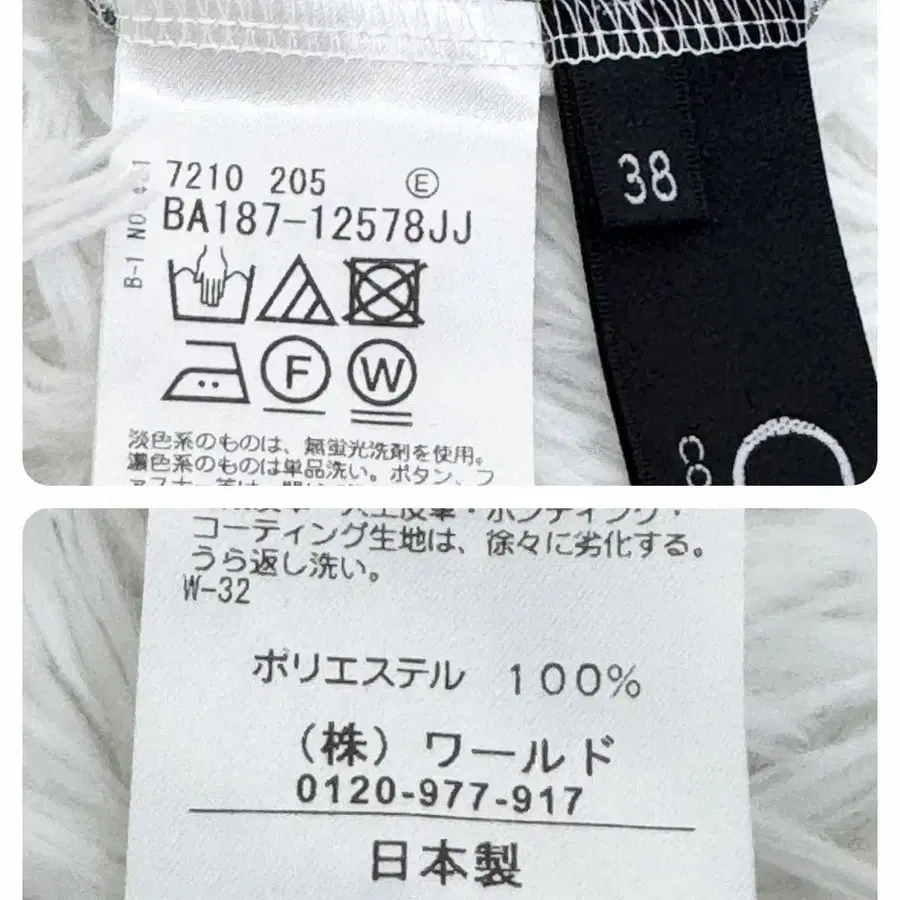 7210 205 Ⓔ
BA187-12578JJ
B-1 NO.
38
F
W
淡色系のものは、無蛍光洗剤を使用。
濃色系のものは単品洗い。ボタン、フ
CO
コーティング生地は、徐々に劣化する。
うら返し洗い。
W-32
ポリエステル 100%
(株) ワールド
0120-977-917
日本製